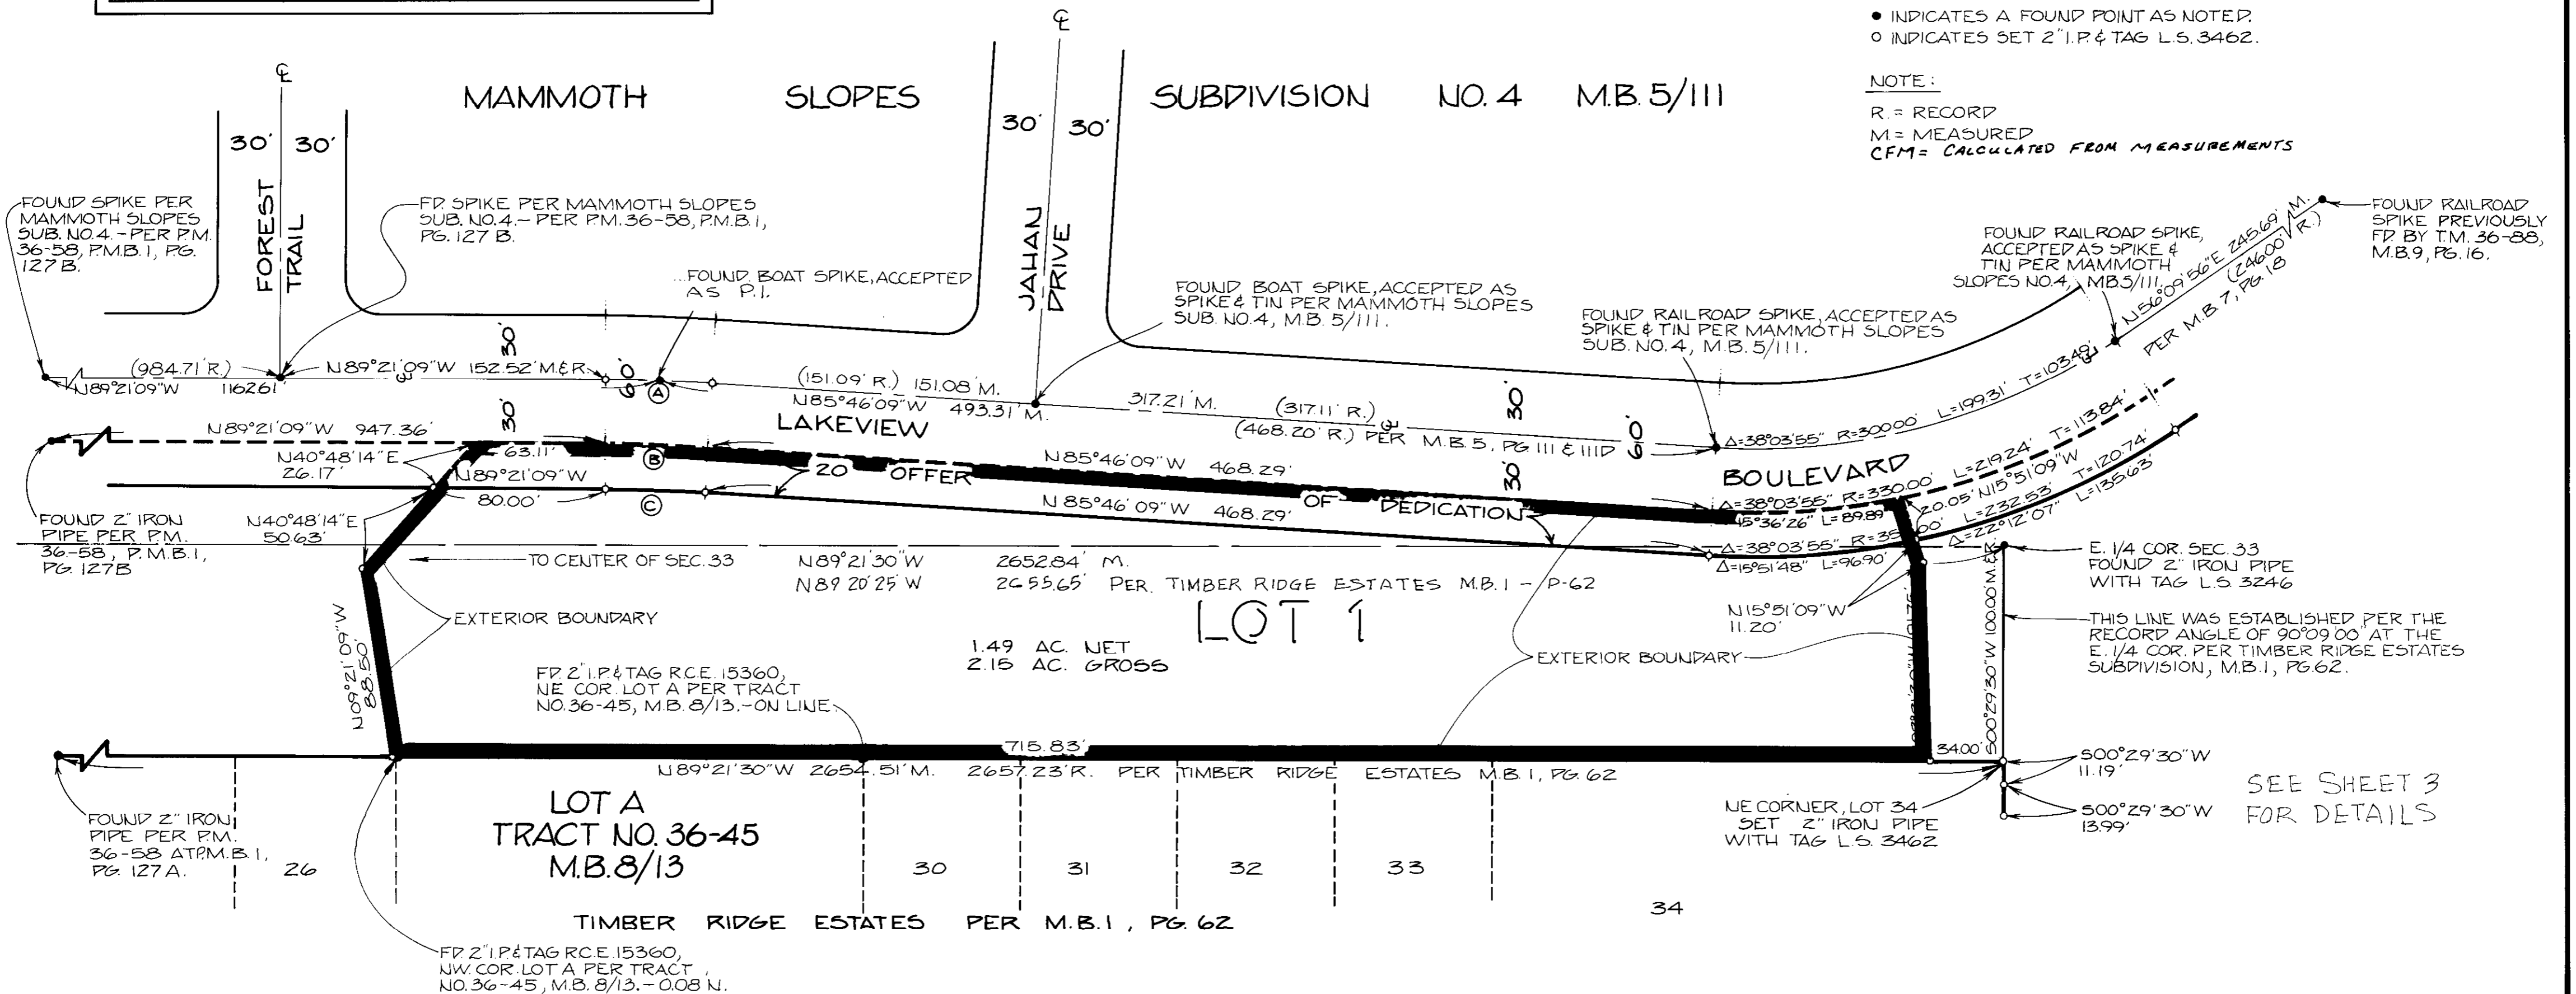 ● INDICATES A FOUND POINT AS NOTED.
○ INDICATES SET 2" I.P. & TAG L.S. 3462.
NOTE:
R. = RECORD
M. = MEASURED
CFM = CALCULATED FROM MEASUREMENTS
MAMMOTH SLOPES SUBDIVISION NO. 4 M.B. 5/111
℄
℄
30' 30'
30' 30'
FOREST
TRAIL
JAHAN
DRIVE
FOUND SPIKE PER
MAMMOTH SLOPES
SUB. NO.4.- PER P.M.
36-58, P.M.B.1, PG.
127 B.
FD. SPIKE PER MAMMOTH SLOPES
SUB. NO.4.- PER P.M. 36-58, P.M.B.1,
PG. 127 B.
FOUND BOAT SPIKE, ACCEPTED
AS P.I.
FOUND BOAT SPIKE, ACCEPTED AS
SPIKE & TIN PER MAMMOTH SLOPES
SUB. NO.4, M.B. 5/111.
FOUND RAILROAD SPIKE, ACCEPTED AS
SPIKE & TIN PER MAMMOTH SLOPES
SUB. NO.4, M.B. 5/111.
FOUND RAILROAD SPIKE,
ACCEPTED AS SPIKE &
TIN PER MAMMOTH
SLOPES NO.4, M.B.5/111.
FOUND RAILROAD
SPIKE PREVIOUSLY
FD. BY T.M. 36-88,
M.B.9, PG.16.
N56°09'56"E 245.69' M.
(246.00' R.)
PER M.B. 7, PG. 18
(984.71' R.)
N89°21'09"W 1162.61'
N89°21'09"W 152.52' M.& R.
30'
60'
30'
A
(151.09' R.) 151.08' M.
N85°46'09"W 493.31' M.
317.21' M. (317.11' R.)
(468.20' R.) PER M.B. 5, PG. 111 & 111D
30'
60'
30'
Δ=38°03'55" R=300.00' L=199.31' T=103.49'
LAKEVIEW
BOULEVARD
N89°21'09"W 947.36'
N40°48'14"E
26.17'
63.11'
B
N89°21'09"W
80.00'
C
20 OFFER OF DEDICATION
N85°46'09"W 468.29'
N 85°46'09"W 468.29'
Δ=38°03'55" R=330.00' L=219.24' T=113.84'
15°36'26" L=89.89'
20.05' N15°51'09"W
L=232.53' T=120.74'
Δ=38°03'55"
Δ=22°12'07" L=135.63'
Δ=15°51'48" L=96.90'
FOUND 2" IRON
PIPE PER P.M.
36-58, P.M.B.1,
PG. 127B
N40°48'14"E
50.63'
TO CENTER OF SEC. 33
N89°21'30"W 2652.84' M.
N89 20'25"W 2655.65' PER. TIMBER RIDGE ESTATES M.B.1 - P-62
E. 1/4 COR. SEC. 33
FOUND 2" IRON PIPE
WITH TAG L.S. 3246
LOT 1
1.49 AC. NET
2.15 AC. GROSS
EXTERIOR BOUNDARY
EXTERIOR BOUNDARY
N15°51'09"W
11.20'
N09°21'09"W
88.50'
S00°29'30"W 100.00' M.& R.
THIS LINE WAS ESTABLISHED PER THE
RECORD ANGLE OF 90°09'00" AT THE
E. 1/4 COR. PER TIMBER RIDGE ESTATES
SUBDIVISION, M.B.1, PG.62.
FD. 2" I.P.& TAG R.C.E. 15360,
NE COR. LOT A PER TRACT
NO.36-45, M.B. 8/13.-ON LINE.
715.83'
34.00'
N89°21'30"W 2654.51' M. 2657.23' R. PER TIMBER RIDGE ESTATES M.B.1, PG.62
S00°29'30"W
11.19'
S00°29'30"W
13.99'
SEE SHEET 3
FOR DETAILS
NE CORNER, LOT 34
SET 2" IRON PIPE
WITH TAG L.S. 3462
FOUND 2" IRON
PIPE PER P.M.
36-58 AT P.M.B.1,
PG. 127 A.
LOT A
TRACT NO. 36-45
M.B. 8/13
26 30 31 32 33 34
TIMBER RIDGE ESTATES PER M.B.1, PG. 62
FD. 2" I.P.& TAG R.C.E. 15360,
NW. COR. LOT A PER TRACT
NO. 36-45, M.B. 8/13.-0.08 N.